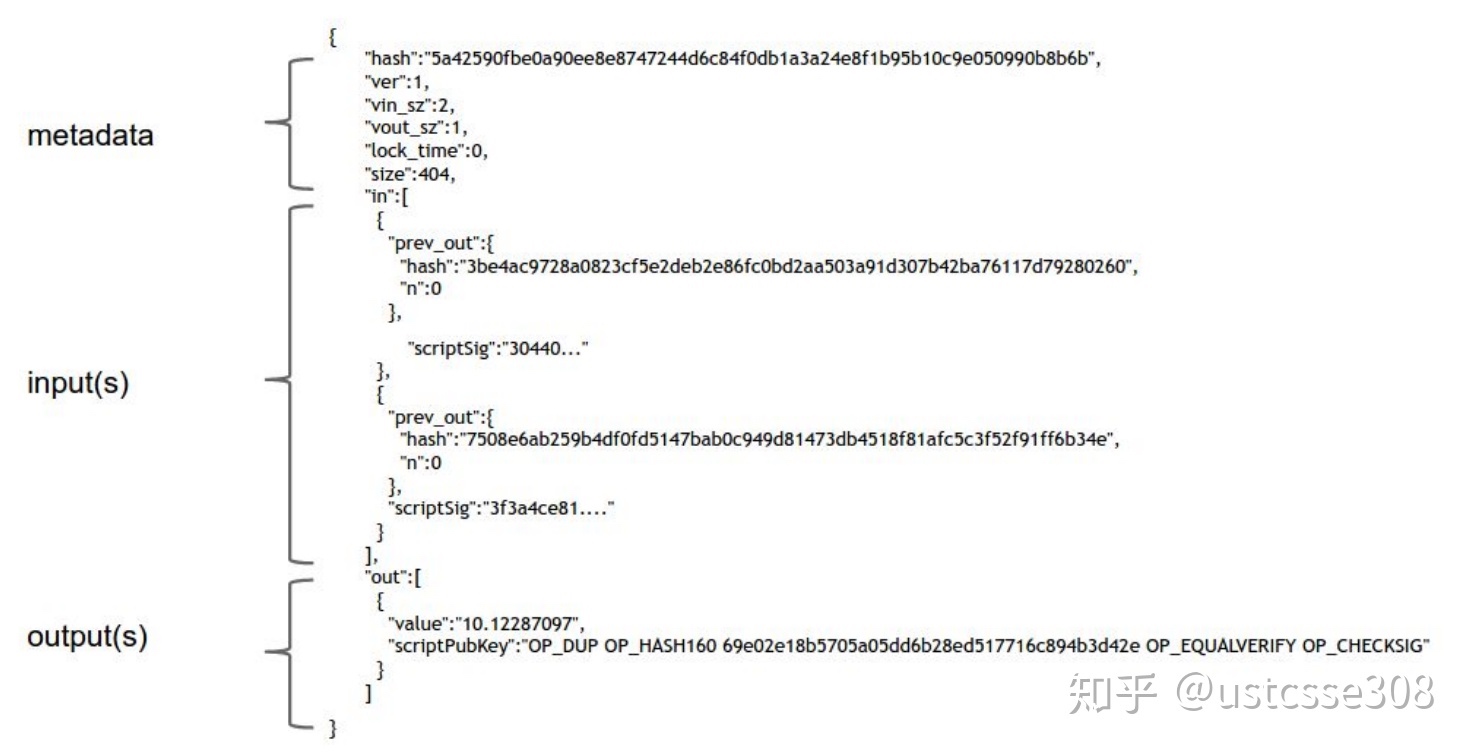 {
"hash":"5a42590fbe0a90ee8e8747244d6c84f0db1a3a24e8f1b95b10c9e050990b8b6b",
"ver":1,
"vin_sz":2,
"vout_sz":1,
"lock_time":0,
"size":404,
metadata
"in":[
{
"prev_out":{
"hash":"3be4ac9728a0823cf5e2deb2e86fc0bd2aa503a91d307b42ba76117d79280260",
"n":0
},
"scriptSig":"30440..."
},
input(s)
{
"prev_out":{
"hash":"7508e6ab259b4df0fd5147bab0c949d81473db4518f81afc5c3f52f91ff6b34e",
"n":0
},
"scriptSig":"3f3a4ce81...."
}
],
"out":[
{
"value":"10.12287097",
output(s)
"scriptPubKey":"OP_DUP OP_HASH160 69e02e18b5705a05dd6b28ed517716c894b3d42e OP_EQUALVERIFY OP_CHECKSIG"
}
]
}
知乎 @ustcsse308